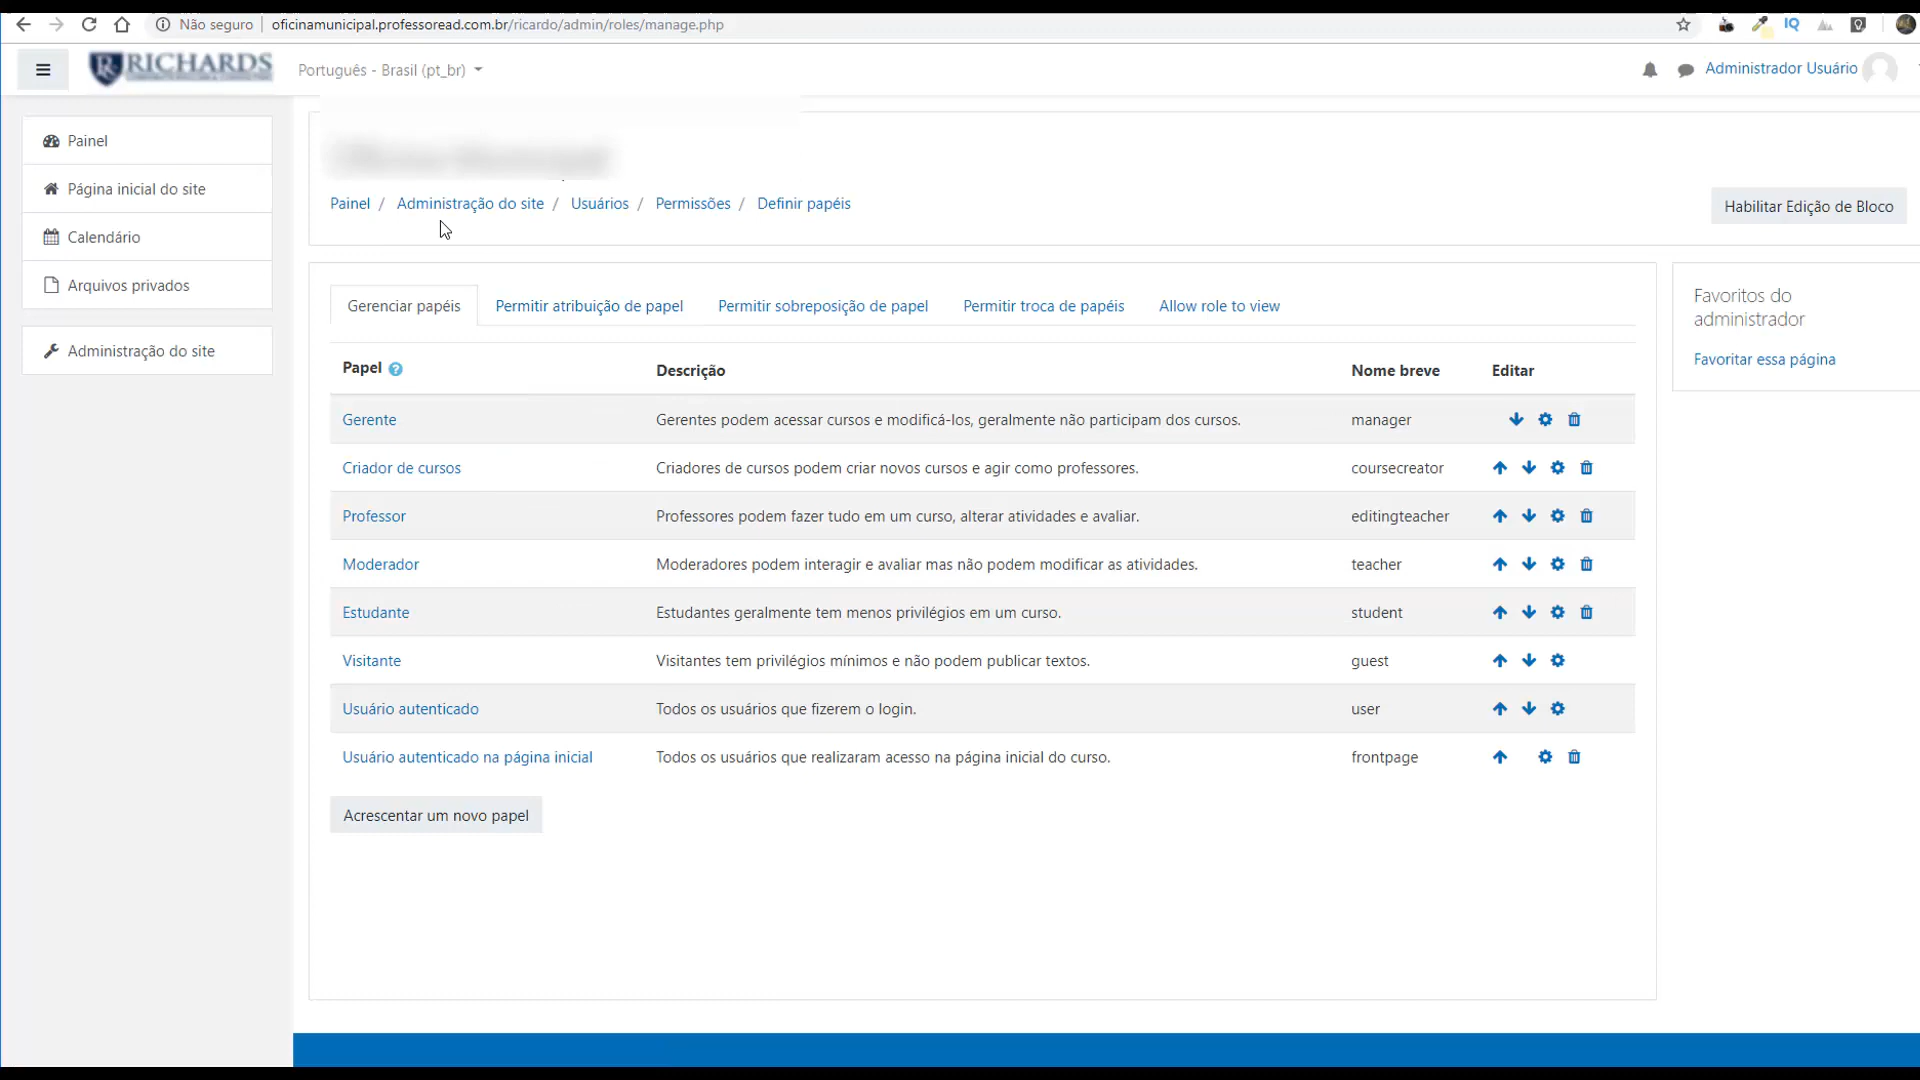 Não seguro
oficinamunicipal.professoread.com.br/ricardo/admin/roles/manage.php
IQ
RICHARDS
Português - Brasil (pt_br)
Administrador Usuário
Painel
Página inicial do site
Calendário
Arquivos privados
Administração do site
Painel / Administração do site / Usuários / Permissões / Definir papéis
Habilitar Edição de Bloco
Gerenciar papéis
Permitir atribuição de papel
Permitir sobreposição de papel
Permitir troca de papéis
Allow role to view
Favoritos do
administrador
Favoritar essa página
Papel ? Descrição Nome breve Editar
Gerente Gerentes podem acessar cursos e modificá-los, geralmente não participam dos cursos. manager
Criador de cursos Criadores de cursos podem criar novos cursos e agir como professores. coursecreator
Professor Professores podem fazer tudo em um curso, alterar atividades e avaliar. editingteacher
Moderador Moderadores podem interagir e avaliar mas não podem modificar as atividades. teacher
Estudante Estudantes geralmente tem menos privilégios em um curso. student
Visitante Visitantes tem privilégios mínimos e não podem publicar textos. guest
Usuário autenticado Todos os usuários que fizerem o login. user
Usuário autenticado na página inicial Todos os usuários que realizaram acesso na página inicial do curso. frontpage
Acrescentar um novo papel